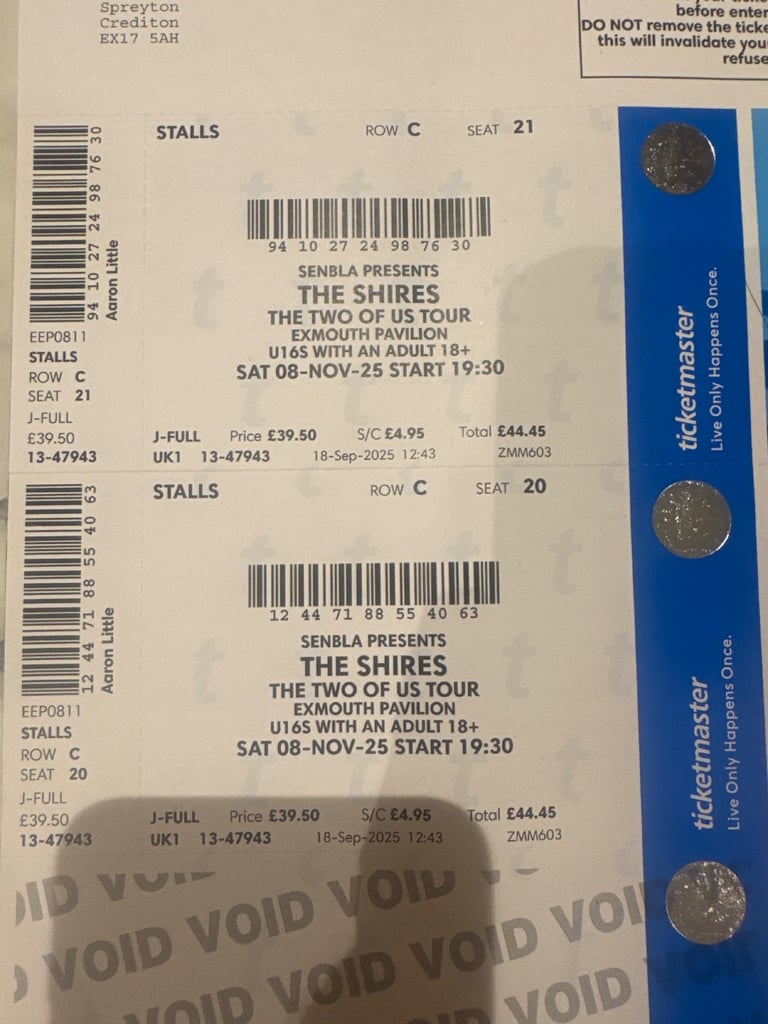 Spreyton
Crediton
EX17 5AH
before enter
DO NOT remove the ticke
this will invalidate you
refuse
STALLS ROW C SEAT 21
94 10 27 24 98 76 30
Aaron Little
94 10 27 24 98 76 30
SENBLA PRESENTS
THE SHIRES
THE TWO OF US TOUR
EXMOUTH PAVILION
U16S WITH AN ADULT 18+
SAT 08-NOV-25 START 19:30
EEP0811
STALLS
ROW C
SEAT 21
J-FULL
£39.50
13-47943
J-FULL Price £39.50 S/C £4.95 Total £44.45
UK1 13-47943 18-Sep-2025 12:43 ZMM603
ticketmaster
Live Only Happens Once.
STALLS ROW C SEAT 20
12 44 71 88 55 40 63
Aaron Little
12 44 71 88 55 40 63
SENBLA PRESENTS
THE SHIRES
THE TWO OF US TOUR
EXMOUTH PAVILION
U16S WITH AN ADULT 18+
SAT 08-NOV-25 START 19:30
EEP0811
STALLS
ROW C
SEAT 20
J-FULL
£39.50
13-47943
J-FULL Price £39.50 S/C £4.95 Total £44.45
UK1 13-47943 18-Sep-2025 12:43 ZMM603
ticketmaster
Live Only Happens Once.
VOID VOID VOID
VOID VOID VOID VOID
VOID VOID VOID VOID